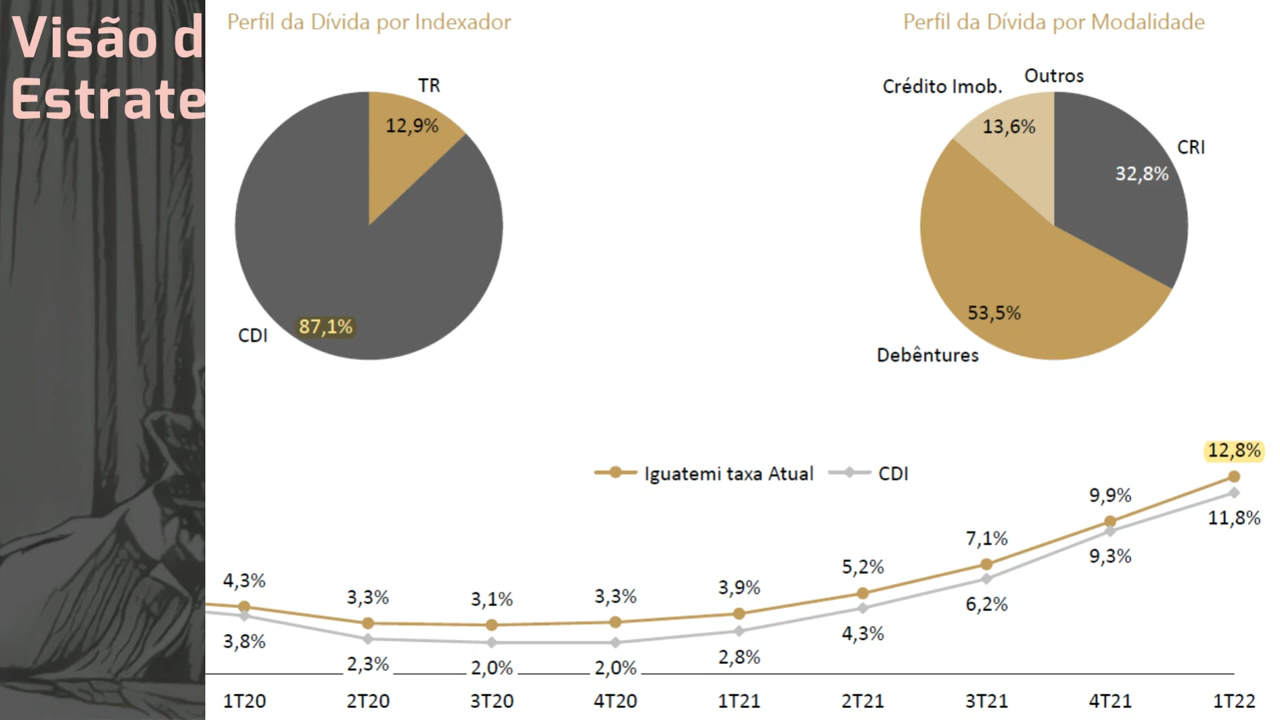 Visão d
Estrate
Perfil da Dívida por Indexador
TR
12,9%
CDI
87,1%
Perfil da Dívida por Modalidade
Outros
Crédito Imob.
13,6%
CRI
32,8%
53,5%
Debêntures
Iguatemi taxa Atual
CDI
4,3%
3,3%
3,1%
3,3%
3,9%
5,2%
7,1%
9,9%
12,8%
3,8%
2,3%
2,0%
2,0%
2,8%
4,3%
6,2%
9,3%
11,8%
1T20
2T20
3T20
4T20
1T21
2T21
3T21
4T21
1T22